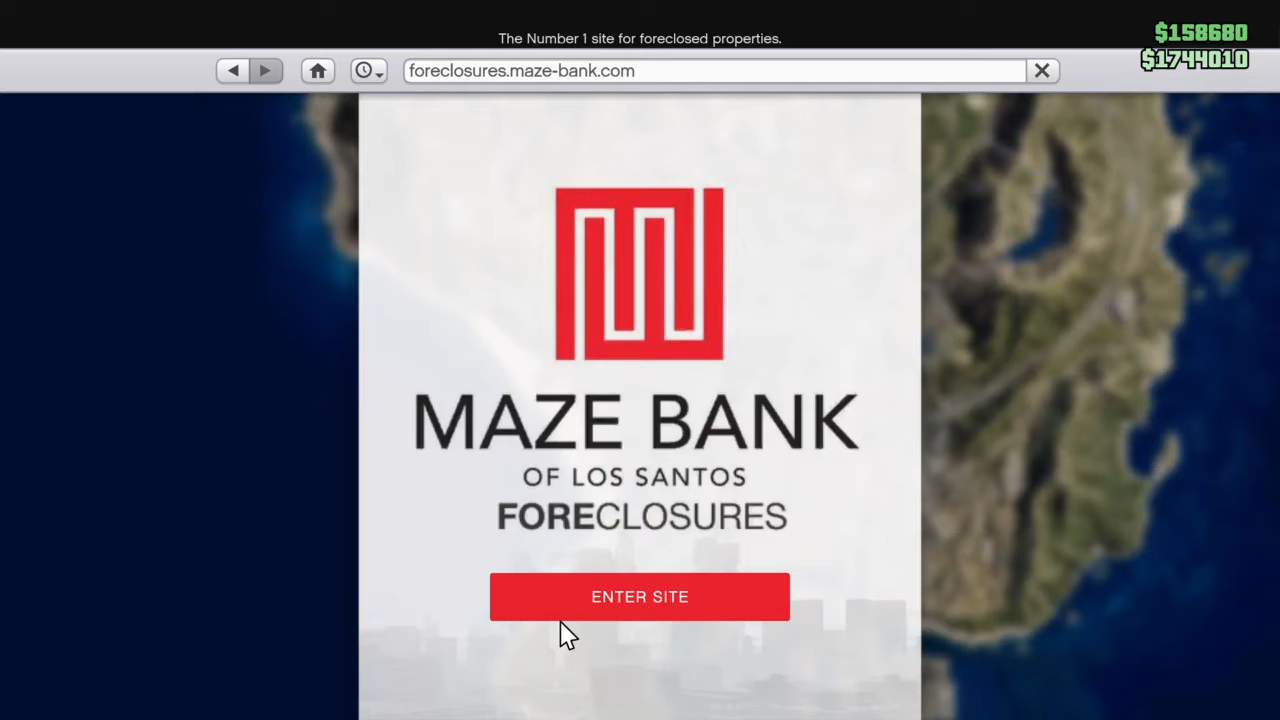 The Number 1 site for foreclosed properties.
$158680
$1744010
foreclosures.maze-bank.com
MAZE BANK
OF LOS SANTOS
FORECLOSURES
ENTER SITE